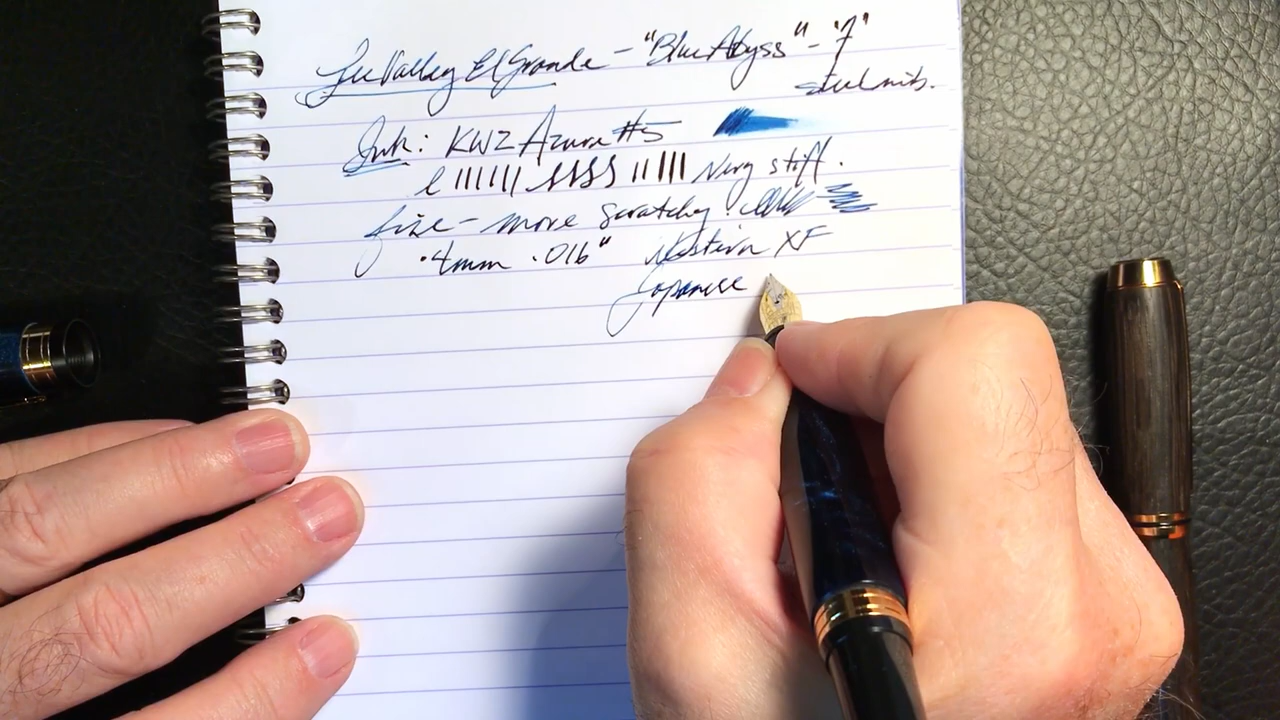 Lee Valley El Grande - "Blue Abyss" - "F"
steel nib.
Ink: KWZ Azure #5
Very stiff.
fine - more scratchy!
.4mm .016" Western XF
Japanese